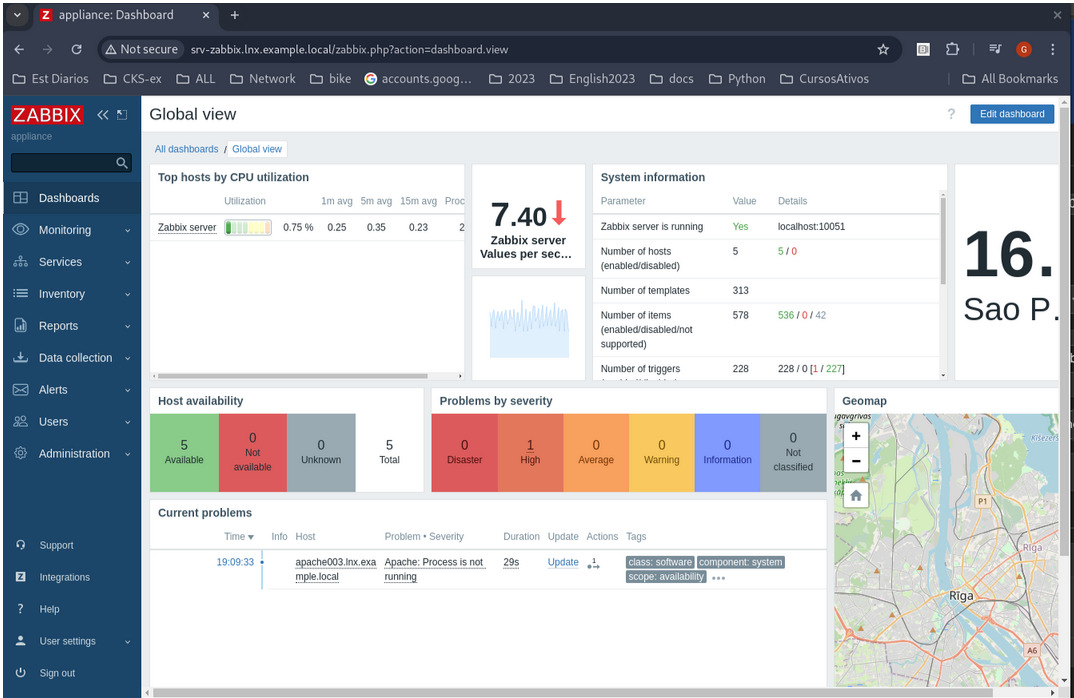 appliance: Dashboard
Not secure
srv-zabbix.lnx.example.local/zabbix.php?action=dashboard.view
G
Est Diarios
CKS-ex
ALL
Network
bike
accounts.goog...
2023
English2023
docs
Python
CursosAtivos
All Bookmarks
ZABBIX
appliance
Dashboards
Monitoring
Services
Inventory
Reports
Data collection
Alerts
Users
Administration
Support
Integrations
Help
User settings
Sign out
Global view
?
Edit dashboard
All dashboards / Global view
Top hosts by CPU utilization
Utilization 1m avg 5m avg 15m avg Proc
Zabbix server 0.75 % 0.25 0.35 0.23 2
7.40
Zabbix server
Values per sec...
System information
Parameter Value Details
Zabbix server is running Yes localhost:10051
Number of hosts (enabled/disabled) 5 5 / 0
Number of templates 313
Number of items (enabled/disabled/not supported) 578 536 / 0 / 42
Number of triggers 228 228 / 0 [1 / 227]
16.
Sao P.
Host availability
5 Available
0 Not available
0 Unknown
5 Total
Problems by severity
0 Disaster
1 High
0 Average
0 Warning
0 Information
0 Not classified
Geomap
+
−
P1
Rīga
Rīga
A6
Current problems
Time Info Host Problem • Severity Duration Update Actions Tags
19:09:33 apache003.lnx.example.local Apache: Process is not running 29s Update 1 class: software component: system scope: availability •••